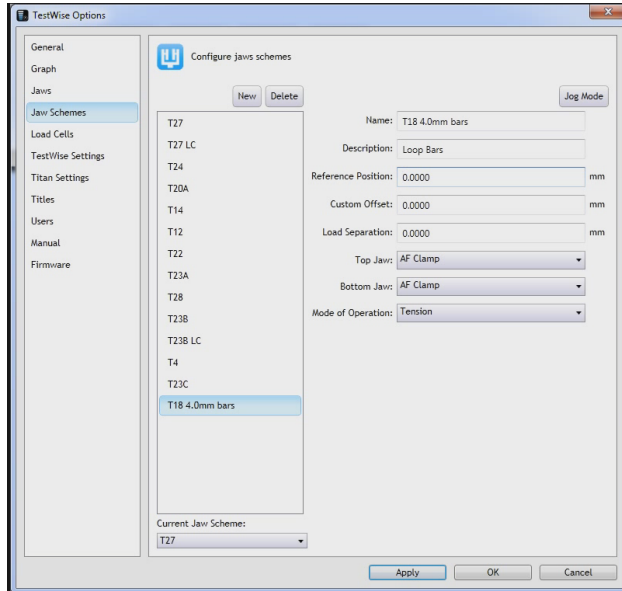 TestWise Options
General
Graph
Jaws
Jaw Schemes
Load Cells
TestWise Settings
Titan Settings
Titles
Users
Manual
Firmware
Configure jaws schemes
New Delete
Jog Mode
T27
T27 LC
T24
T20A
T14
T12
T22
T23A
T28
T23B
T23B LC
T4
T23C
T18 4.0mm bars
Current Jaw Scheme:
T27
Name: T18 4.0mm bars
Description: Loop Bars
Reference Position: 0.0000 mm
Custom Offset: 0.0000 mm
Load Separation: 0.0000 mm
Top Jaw: AF Clamp
Bottom Jaw: AF Clamp
Mode of Operation: Tension
Apply OK Cancel